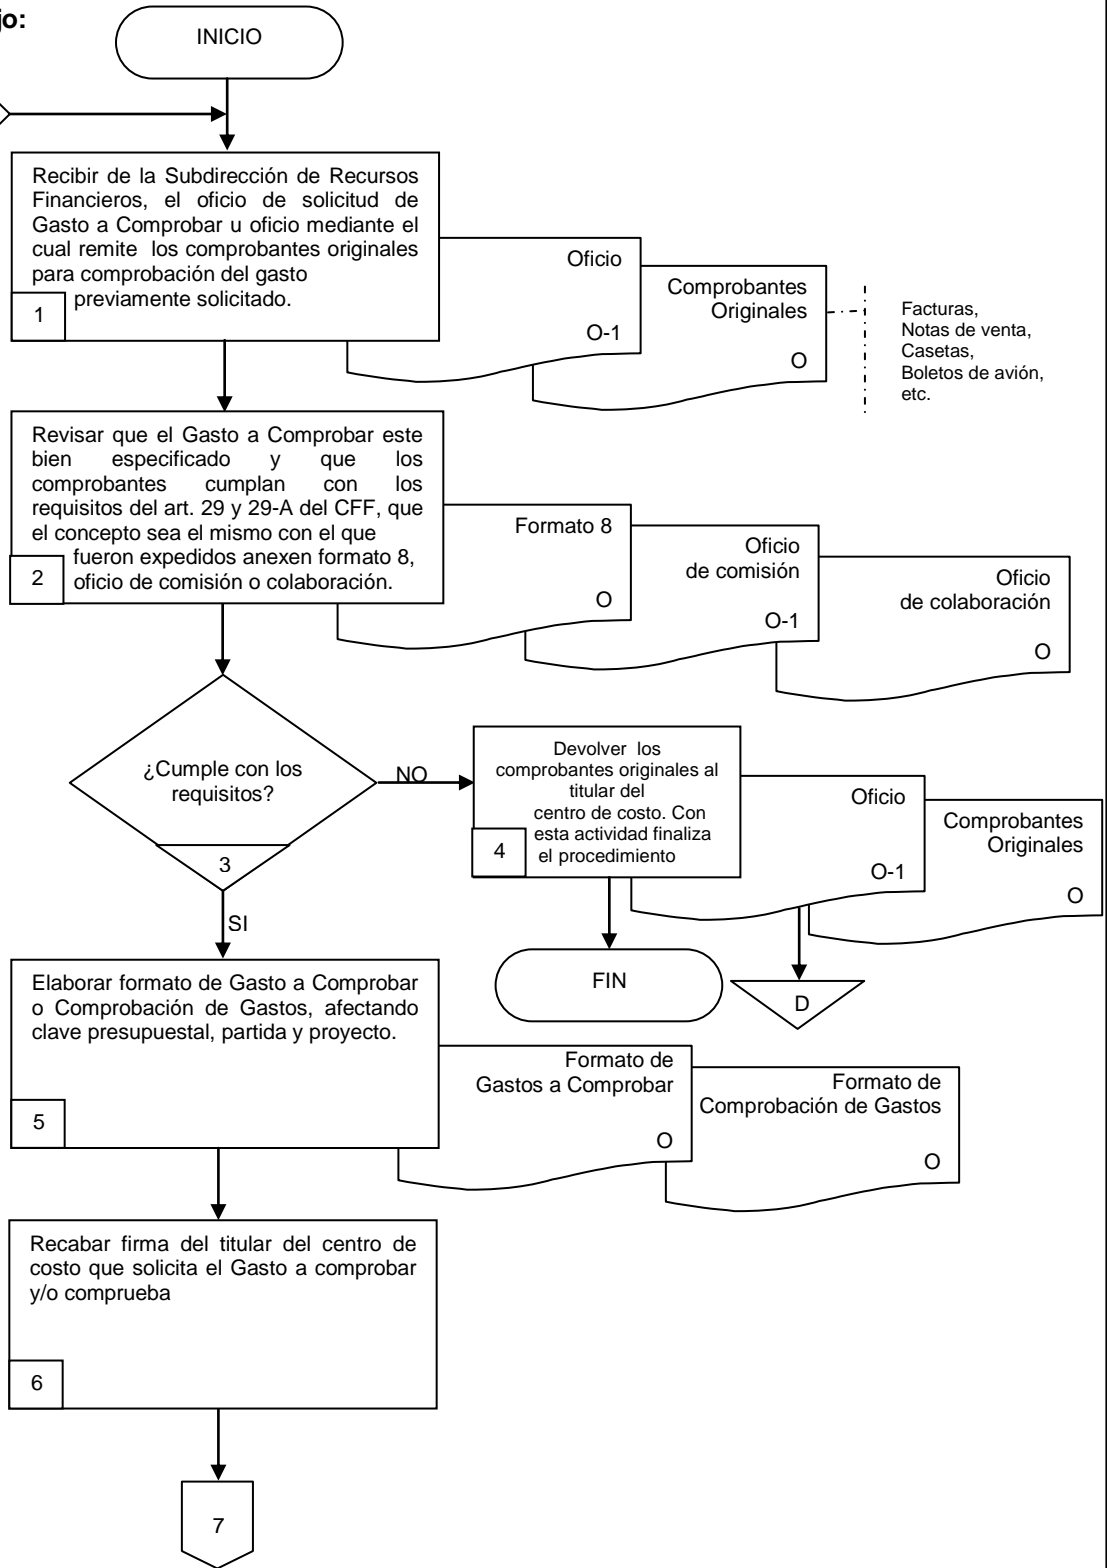 jo:
INICIO
Recibir de la Subdirección de Recursos
Financieros, el oficio de solicitud de
Gasto a Comprobar u oficio mediante el
cual remite los comprobantes originales
para comprobación del gasto
previamente solicitado.
1
Oficio
O-1
Comprobantes
Originales
O
Facturas,
Notas de venta,
Casetas,
Boletos de avión,
etc.
Revisar que el Gasto a Comprobar este
bien especificado y que los
comprobantes cumplan con los
requisitos del art. 29 y 29-A del CFF, que
el concepto sea el mismo con el que
fueron expedidos anexen formato 8,
oficio de comisión o colaboración.
2
Formato 8
O
Oficio
de comisión
O-1
Oficio
de colaboración
O
¿Cumple con los
requisitos?
3
NO
SI
Devolver los
comprobantes originales al
titular del
centro de costo. Con
esta actividad finaliza
el procedimiento
4
Oficio
O-1
Comprobantes
Originales
O
FIN
D
Elaborar formato de Gasto a Comprobar
o Comprobación de Gastos, afectando
clave presupuestal, partida y proyecto.
5
Formato de
Gastos a Comprobar
O
Formato de
Comprobación de Gastos
O
Recabar firma del titular del centro de
costo que solicita el Gasto a comprobar
y/o comprueba
6
7